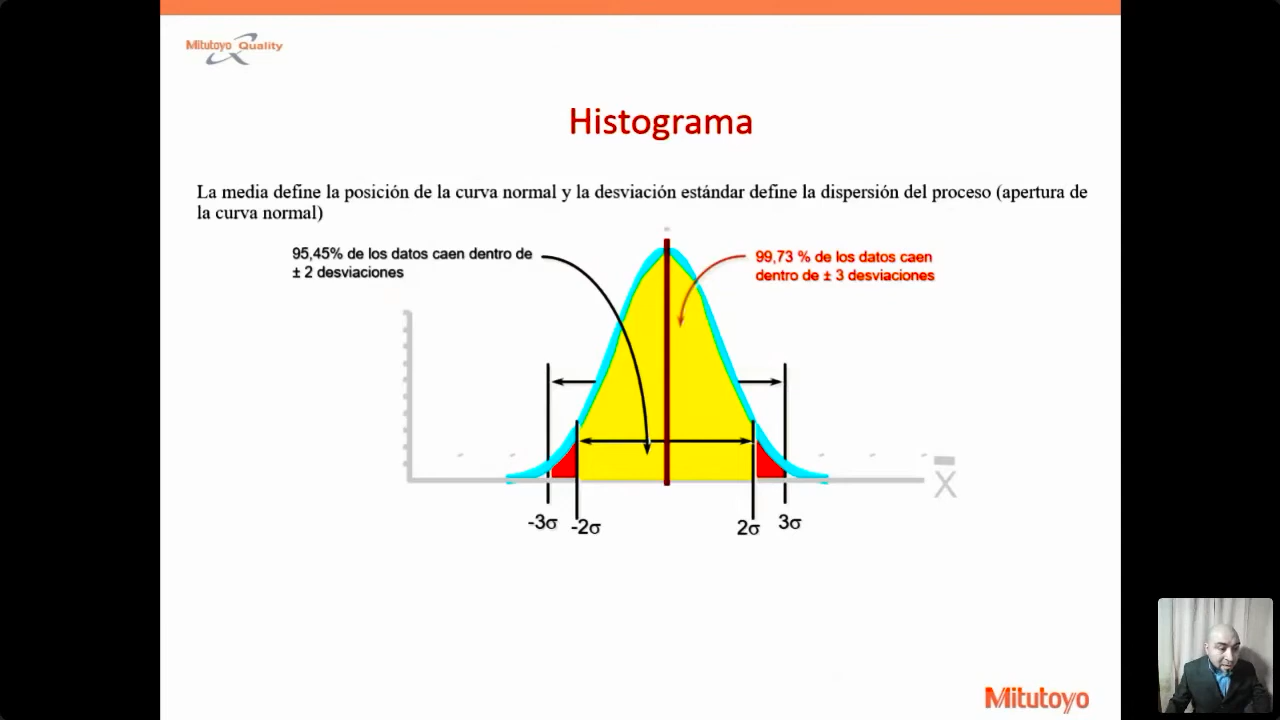 Mitutoyo Quality
Histograma
La media define la posición de la curva normal y la desviación estándar define la dispersión del proceso (apertura de
la curva normal)
95,45% de los datos caen dentro de
± 2 desviaciones
99,73 % de los datos caen
dentro de ± 3 desviaciones
X
-3σ
-2σ
2σ
3σ
Mitutoyo